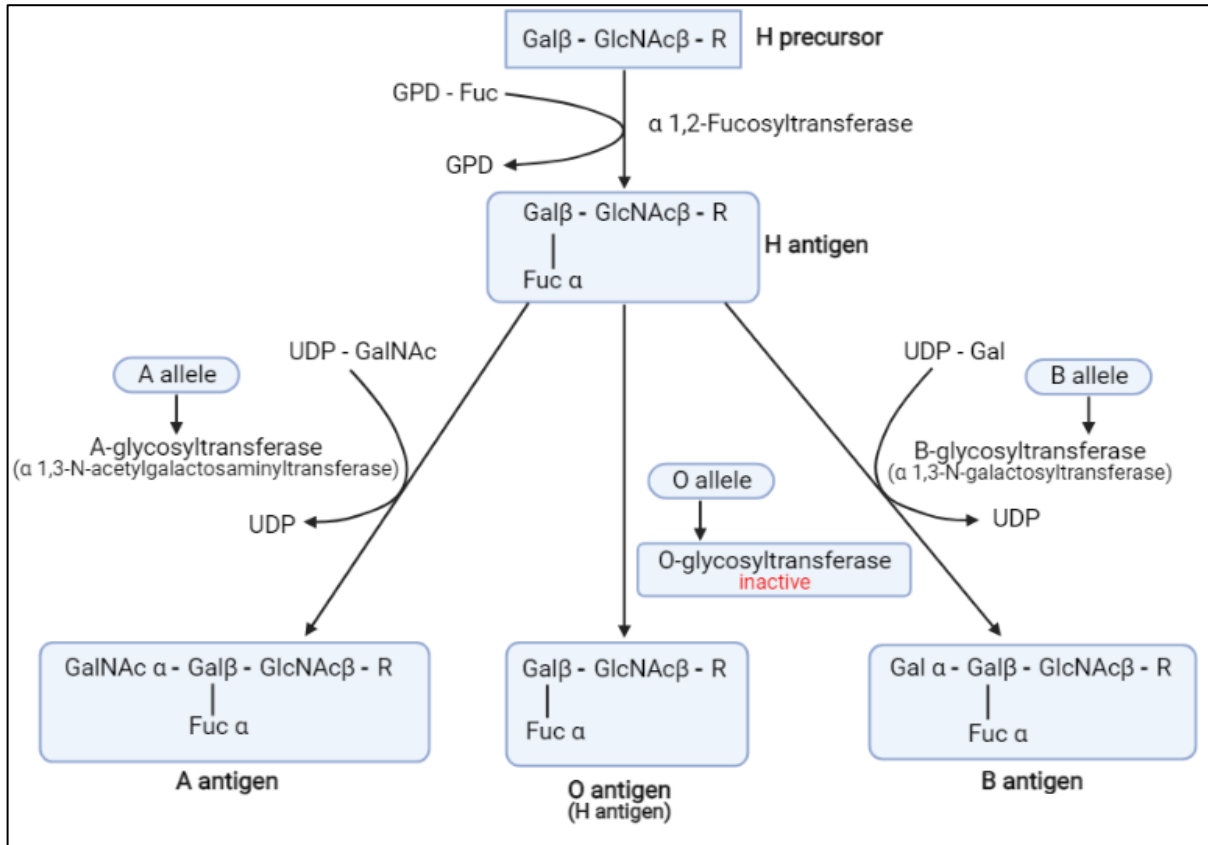 Galβ - GlcNAcβ - R
H precursor
GPD - Fuc
α 1,2-Fucosyltransferase
GPD
Galβ - GlcNAcβ - R
Fuc α
H antigen
UDP - GalNAc
UDP - Gal
A allele
B allele
A-glycosyltransferase
(α 1,3-N-acetylgalactosaminyltransferase)
B-glycosyltransferase
(α 1,3-N-galactosyltransferase)
O allele
UDP
UDP
O-glycosyltransferase
inactive
GalNAc α - Galβ - GlcNAcβ - R
Fuc α
A antigen
Galβ - GlcNAcβ - R
Fuc α
O antigen
(H antigen)
Gal α - Galβ - GlcNAcβ - R
Fuc α
B antigen